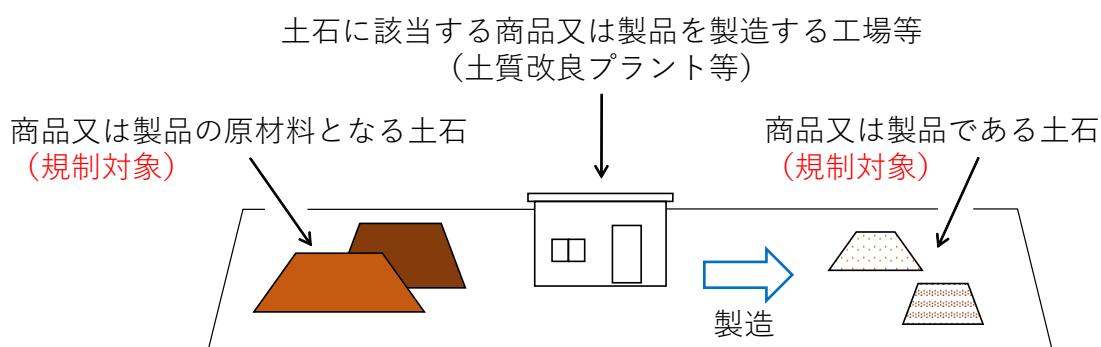 土石に該当する商品又は製品を製造する工場等
（土質改良プラント等）
商品又は製品の原材料となる土石
（規制対象）
商品又は製品である土石
（規制対象）
製造